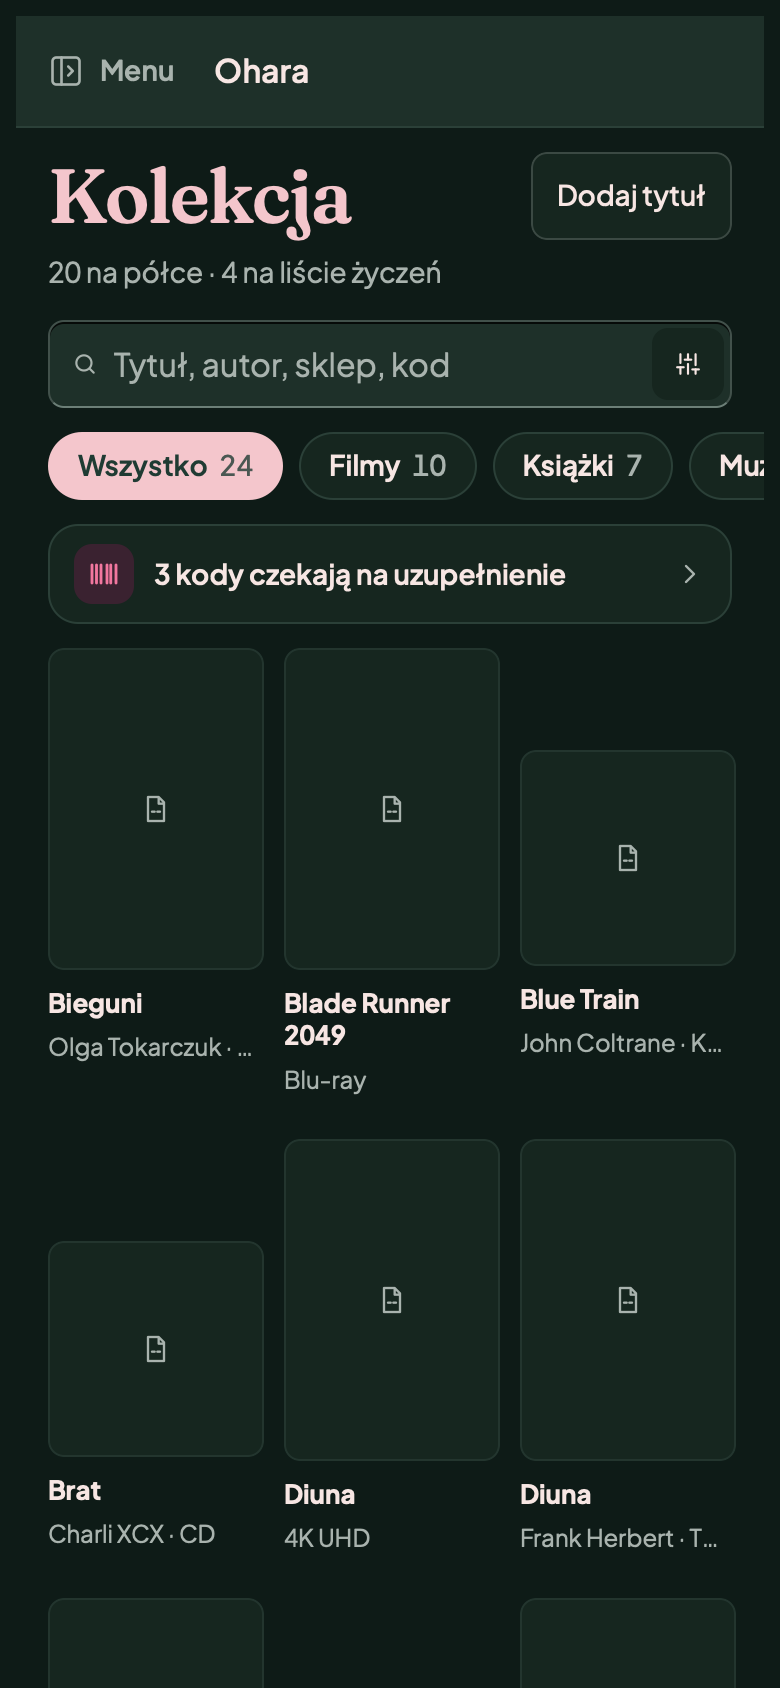 Menu Ohara
Kolekcja
Dodaj tytuł
20 na półce · 4 na liście życzeń
Tytuł, autor, sklep, kod
Wszystko 24 Filmy 10 Książki 7 Muz
3 kody czekają na uzupełnienie
Bieguni
Olga Tokarczuk · ...
Blade Runner
2049
Blu-ray
Blue Train
John Coltrane · K...
Brat
Charli XCX · CD
Diuna
4K UHD
Diuna
Frank Herbert · T...